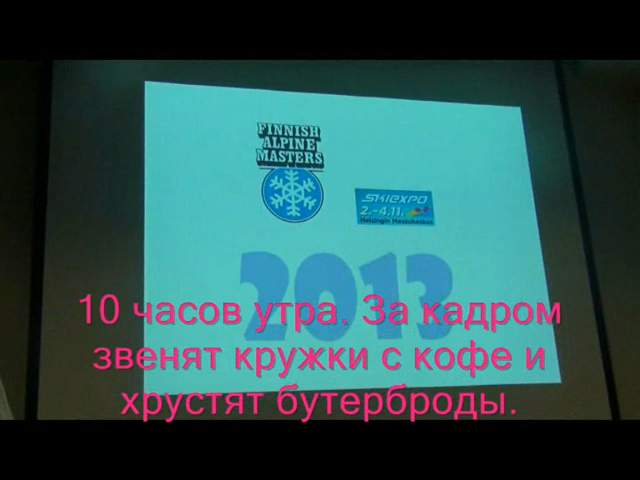 FINNISH
ALPINE
MASTERS
SKIEXPO
2.-4.11.
Helsingin Messukeskus
2013
10 часов утра. За кадром
звенят кружки с кофе и
хрустят бутерброды.